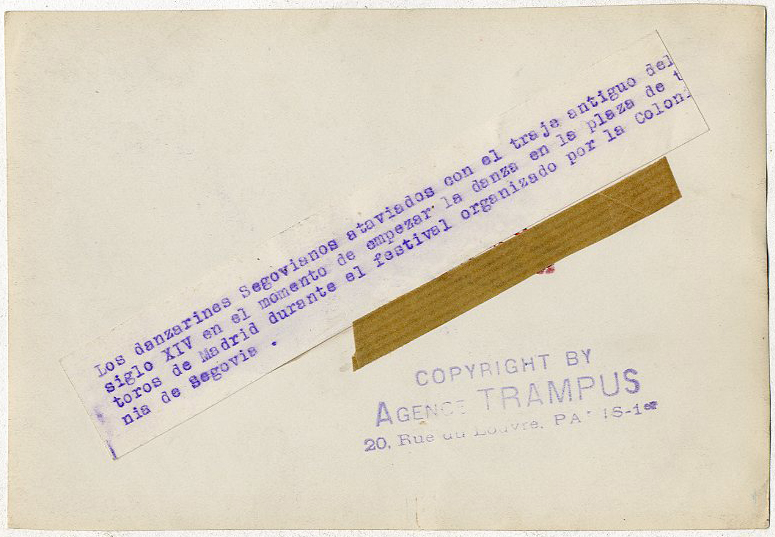 Los danzarines Segovianos ataviados con el traje antiguo del
siglo XIV en el momento de empezar la danza en la plaza de t
toros de Madrid durante el festival organizado por la Colon-
nia de Segovia .
COPYRIGHT BY
AGENCE TRAMPUS
20, Rue du Louvre, PARIS-1er